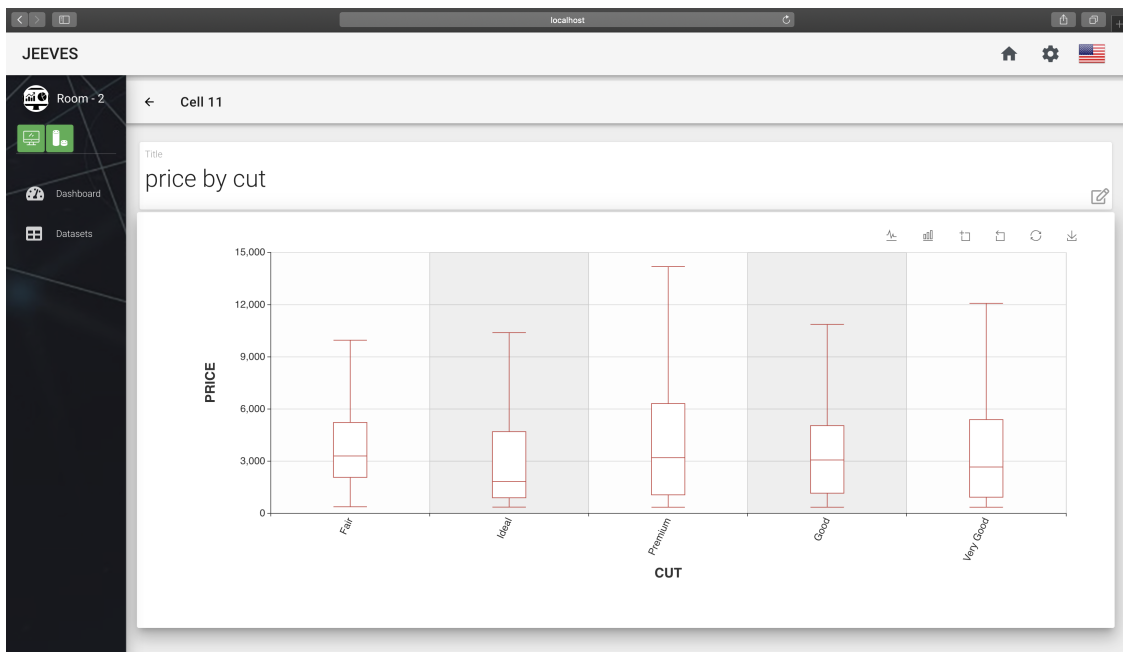 localhost
JEEVES
Room - 2
Cell 11
Title
price by cut
Dashboard
Datasets
15,000
12,000
9,000
6,000
3,000
0
PRICE
Fair
Ideal
Premium
Good
Very Good
CUT